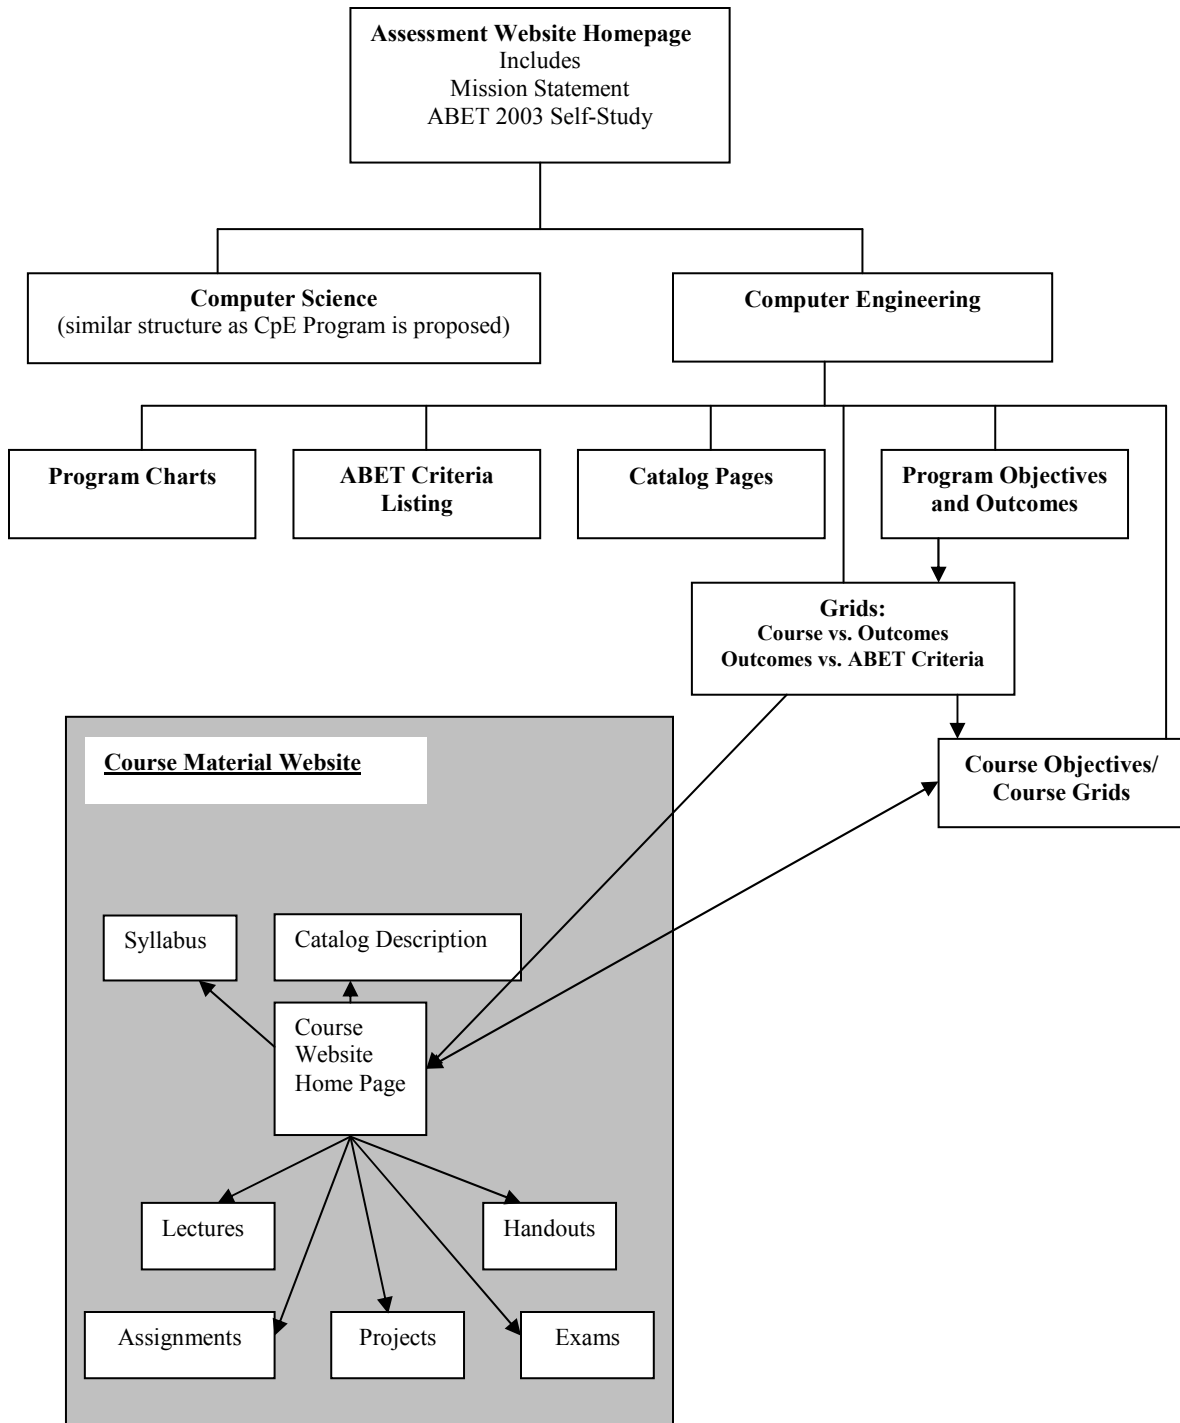 Assessment Website Homepage
Includes
Mission Statement
ABET 2003 Self-Study
Computer Science
(similar structure as CpE Program is proposed)
Computer Engineering
Program Charts
ABET Criteria
Listing
Catalog Pages
Program Objectives
and Outcomes
Grids:
Course vs. Outcomes
Outcomes vs. ABET Criteria
Course Objectives/
Course Grids
Course Material Website
Syllabus
Catalog Description
Course
Website
Home Page
Lectures
Handouts
Assignments
Projects
Exams